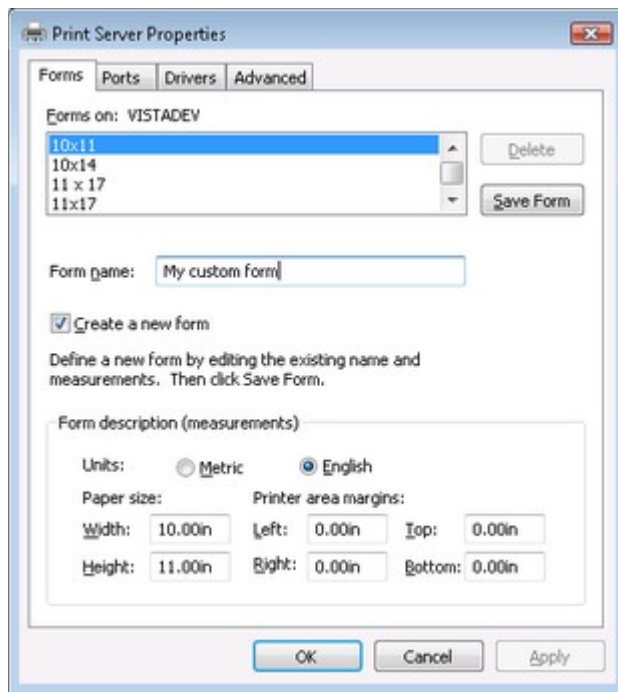 Print Server Properties
Forms Ports Drivers Advanced
Forms on: VISTADEV
10x11
10x14
11 x 17
11x17
Delete
Save Form
Form name: My custom form
Create a new form
Define a new form by editing the existing name and
measurements. Then click Save Form.
Form description (measurements)
Units: Metric English
Paper size: Printer area margins:
Width: 10.00in Left: 0.00in Top: 0.00in
Height: 11.00in Right: 0.00in Bottom: 0.00in
OK Cancel Apply